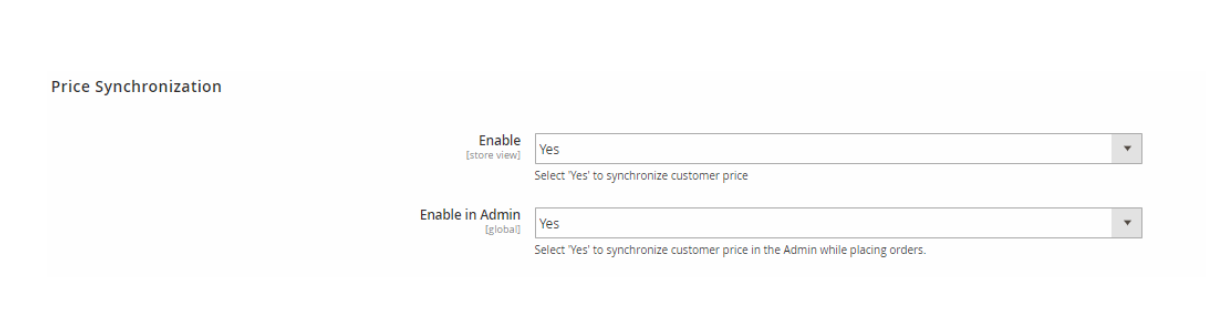 Price Synchronization
Enable
[store view]
Yes
Select 'Yes' to synchronize customer price
Enable in Admin
[global]
Yes
Select 'Yes' to synchronize customer price in the Admin while placing orders.